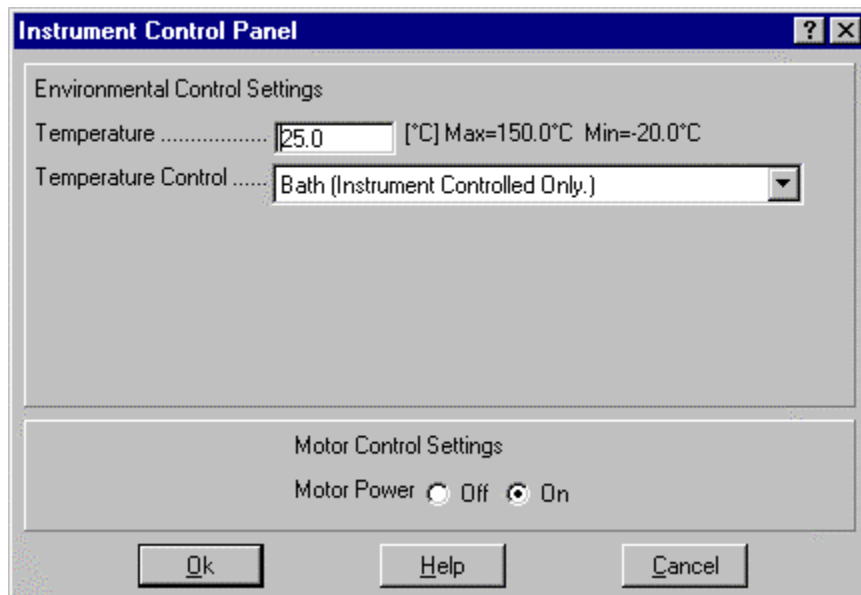 Instrument Control Panel
Environmental Control Settings
Temperature .................. 25.0 [°C] Max=150.0°C Min=-20.0°C
Temperature Control ...... Bath (Instrument Controlled Only.)
Motor Control Settings
Motor Power Off On
Ok Help Cancel